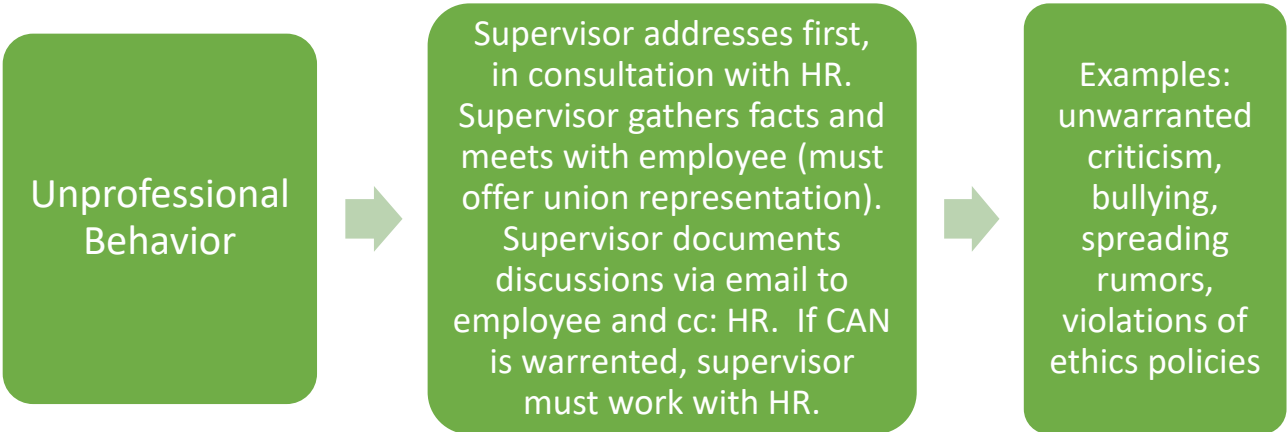 Unprofessional
Behavior
Supervisor addresses first,
in consultation with HR.
Supervisor gathers facts and
meets with employee (must
offer union representation).
Supervisor documents
discussions via email to
employee and cc: HR.  If CAN
is warrented, supervisor
must work with HR.
Examples:
unwarranted
criticism,
bullying,
spreading
rumors,
violations of
ethics policies